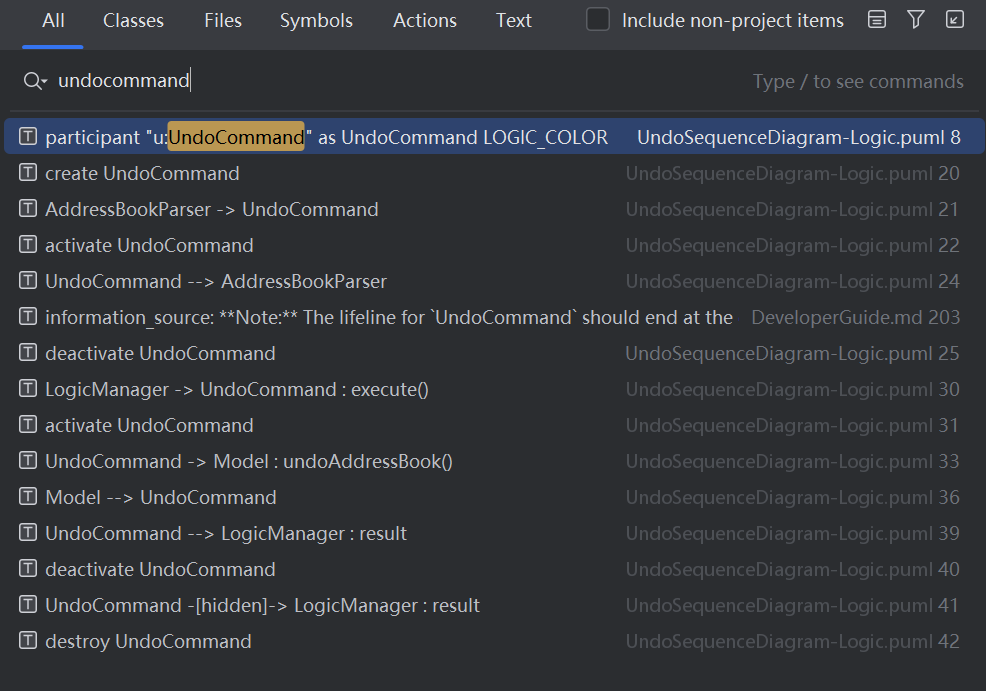 All Classes Files Symbols Actions Text Include non-project items
undocommand Type / to see commands
participant "u:UndoCommand" as UndoCommand LOGIC_COLOR UndoSequenceDiagram-Logic.puml 8
create UndoCommand UndoSequenceDiagram-Logic.puml 20
AddressBookParser -> UndoCommand UndoSequenceDiagram-Logic.puml 21
activate UndoCommand UndoSequenceDiagram-Logic.puml 22
UndoCommand --> AddressBookParser UndoSequenceDiagram-Logic.puml 24
information_source: **Note:** The lifeline for `UndoCommand` should end at the DeveloperGuide.md 203
deactivate UndoCommand UndoSequenceDiagram-Logic.puml 25
LogicManager -> UndoCommand : execute() UndoSequenceDiagram-Logic.puml 30
activate UndoCommand UndoSequenceDiagram-Logic.puml 31
UndoCommand -> Model : undoAddressBook() UndoSequenceDiagram-Logic.puml 33
Model --> UndoCommand UndoSequenceDiagram-Logic.puml 36
UndoCommand --> LogicManager : result UndoSequenceDiagram-Logic.puml 39
deactivate UndoCommand UndoSequenceDiagram-Logic.puml 40
UndoCommand -[hidden]-> LogicManager : result UndoSequenceDiagram-Logic.puml 41
destroy UndoCommand UndoSequenceDiagram-Logic.puml 42